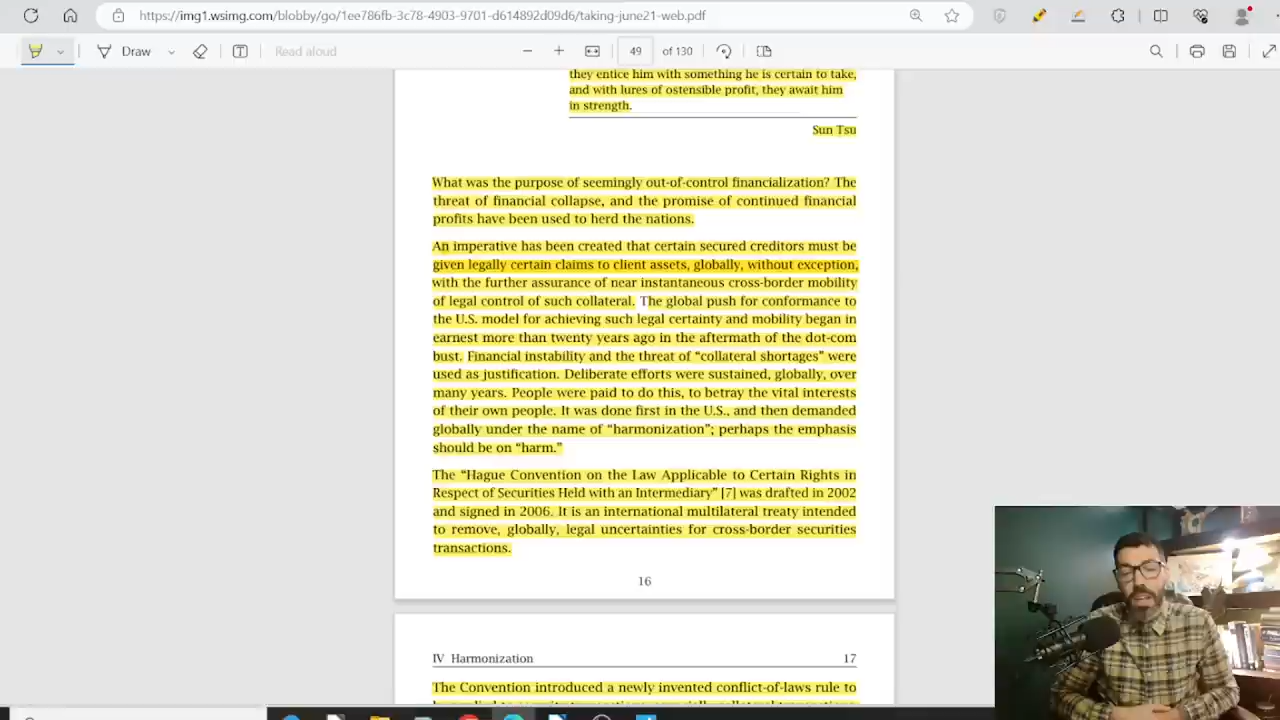 https://img1.wsimg.com/blobby/go/1ee786fb-3c78-4903-9701-d614892d09d6/taking-june21-web.pdf
Draw
Read aloud
49
of 130
they entice him with something he is certain to take,
and with lures of ostensible profit, they await him
in strength.
Sun Tsu
What was the purpose of seemingly out-of-control financialization? The
threat of financial collapse, and the promise of continued financial
profits have been used to herd the nations.
An imperative has been created that certain secured creditors must be
given legally certain claims to client assets, globally, without exception,
with the further assurance of near instantaneous cross-border mobility
of legal control of such collateral. The global push for conformance to
the U.S. model for achieving such legal certainty and mobility began in
earnest more than twenty years ago in the aftermath of the dot-com
bust. Financial instability and the threat of “collateral shortages” were
used as justification. Deliberate efforts were sustained, globally, over
many years. People were paid to do this, to betray the vital interests
of their own people. It was done first in the U.S., and then demanded
globally under the name of “harmonization”; perhaps the emphasis
should be on “harm.”
The “Hague Convention on the Law Applicable to Certain Rights in
Respect of Securities Held with an Intermediary” [7] was drafted in 2002
and signed in 2006. It is an international multilateral treaty intended
to remove, globally, legal uncertainties for cross-border securities
transactions.
16
IV Harmonization
17
The Convention introduced a newly invented conflict-of-laws rule to